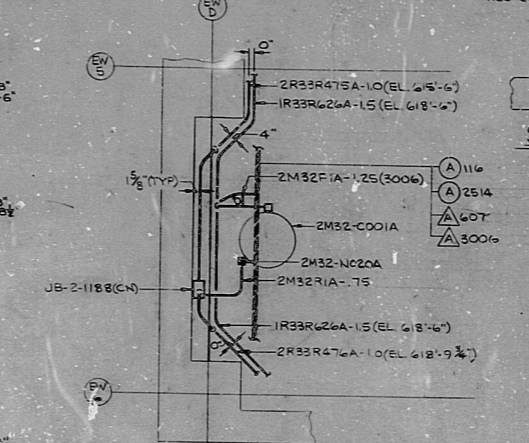 EW
D
EW
S
0"
2R33R475A-1.0(EL. 615'-6")
1R33R626A-1.5(EL. 618'-6")
4"
1 5/8"(TYP)
2M32F1A-1.25(3006)
A 116
A 2514
A 607
A 3006
2M32-C001A
2M32-NC20A
JB-2-1188(CN)
2M32R1A-.75
1R33R626A-1.5(EL. 618'-6")
0"
2R33R476A-1.0(EL. 618'-9 3/4")
EW